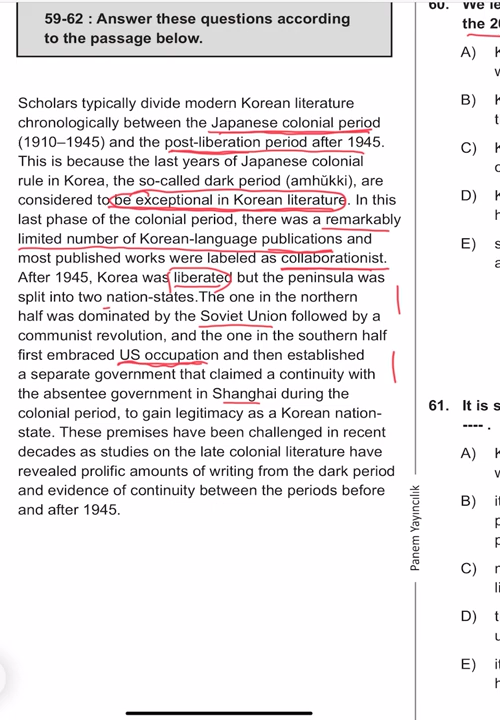 59-62 : Answer these questions according
to the passage below.
Scholars typically divide modern Korean literature
chronologically between the Japanese colonial period
(1910–1945) and the post-liberation period after 1945.
This is because the last years of Japanese colonial
rule in Korea, the so-called dark period (amhŭkki), are
considered to be exceptional in Korean literature. In this
last phase of the colonial period, there was a remarkably
limited number of Korean-language publications and
most published works were labeled as collaborationist.
After 1945, Korea was liberated but the peninsula was
split into two nation-states.The one in the northern
half was dominated by the Soviet Union followed by a
communist revolution, and the one in the southern half
first embraced US occupation and then established
a separate government that claimed a continuity with
the absentee government in Shanghai during the
colonial period, to gain legitimacy as a Korean nation-
state. These premises have been challenged in recent
decades as studies on the late colonial literature have
revealed prolific amounts of writing from the dark period
and evidence of continuity between the periods before
and after 1945.
Panem Yayıncılık
60. We le
the 20
A)
B)
C)
D)
E)
61. It is s
---- .
A)
B)
C)
D)
E)